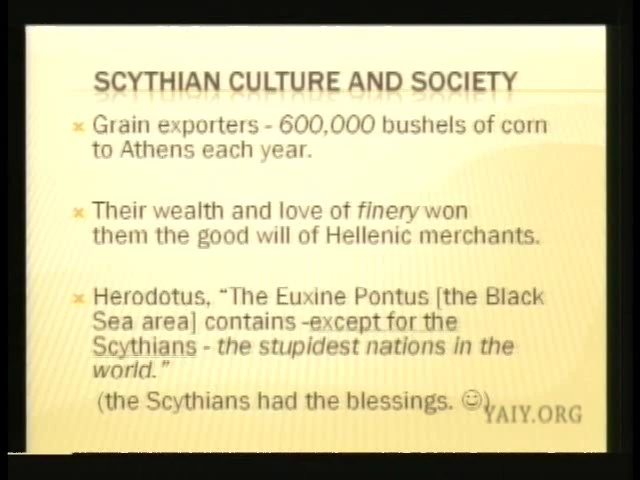 SCYTHIAN CULTURE AND SOCIETY
Grain exporters - 600,000 bushels of corn
to Athens each year.
Their wealth and love of finery won
them the good will of Hellenic merchants.
Herodotus, “The Euxine Pontus [the Black
Sea area] contains -except for the
Scythians - the stupidest nations in the
world.”
(the Scythians had the blessings. ☺)
YAIY.ORG